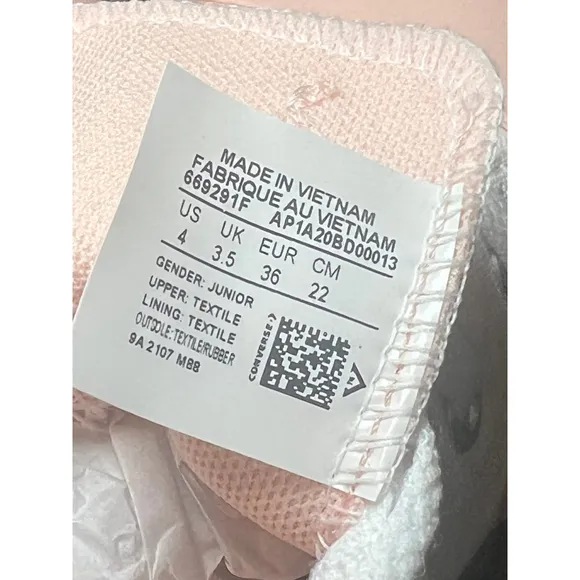 MADE IN VIETNAM
FABRIQUE AU VIETNAM
669291F AP1A20BD00013
US UK EUR CM
4 3.5 36 22
GENDER: JUNIOR
UPPER: TEXTILE
LINING: TEXTILE
OUTSOLE: TEXTILE/RUBBER
9A 2107 MBB
CONVERSE